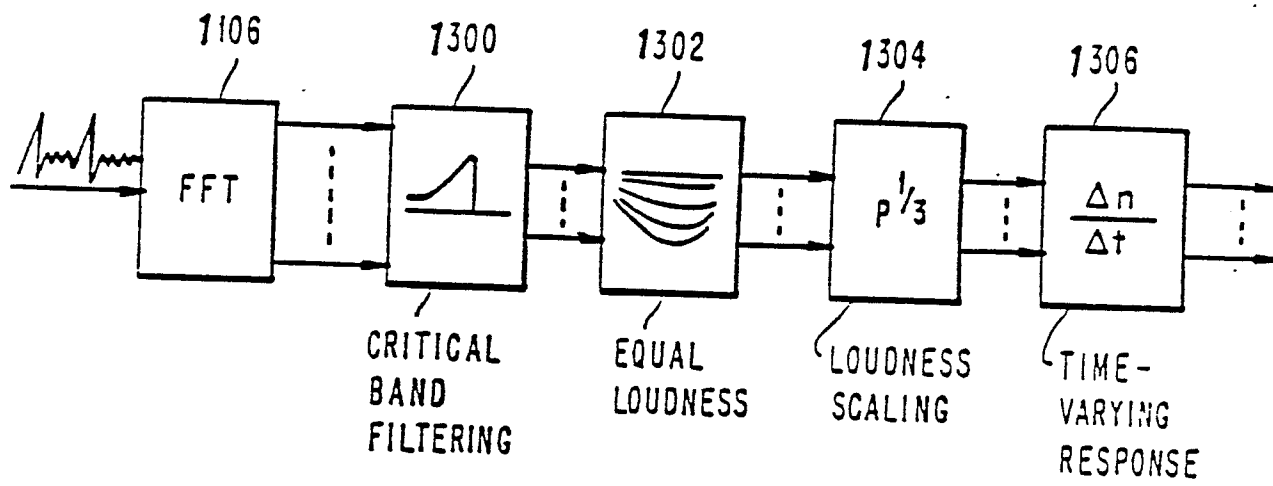 1106
1300
1302
1304
1306
FFT
p 1/3
Δn
Δt
CRITICAL
BAND
FILTERING
EQUAL
LOUDNESS
LOUDNESS
SCALING
TIME-
VARYING
RESPONSE